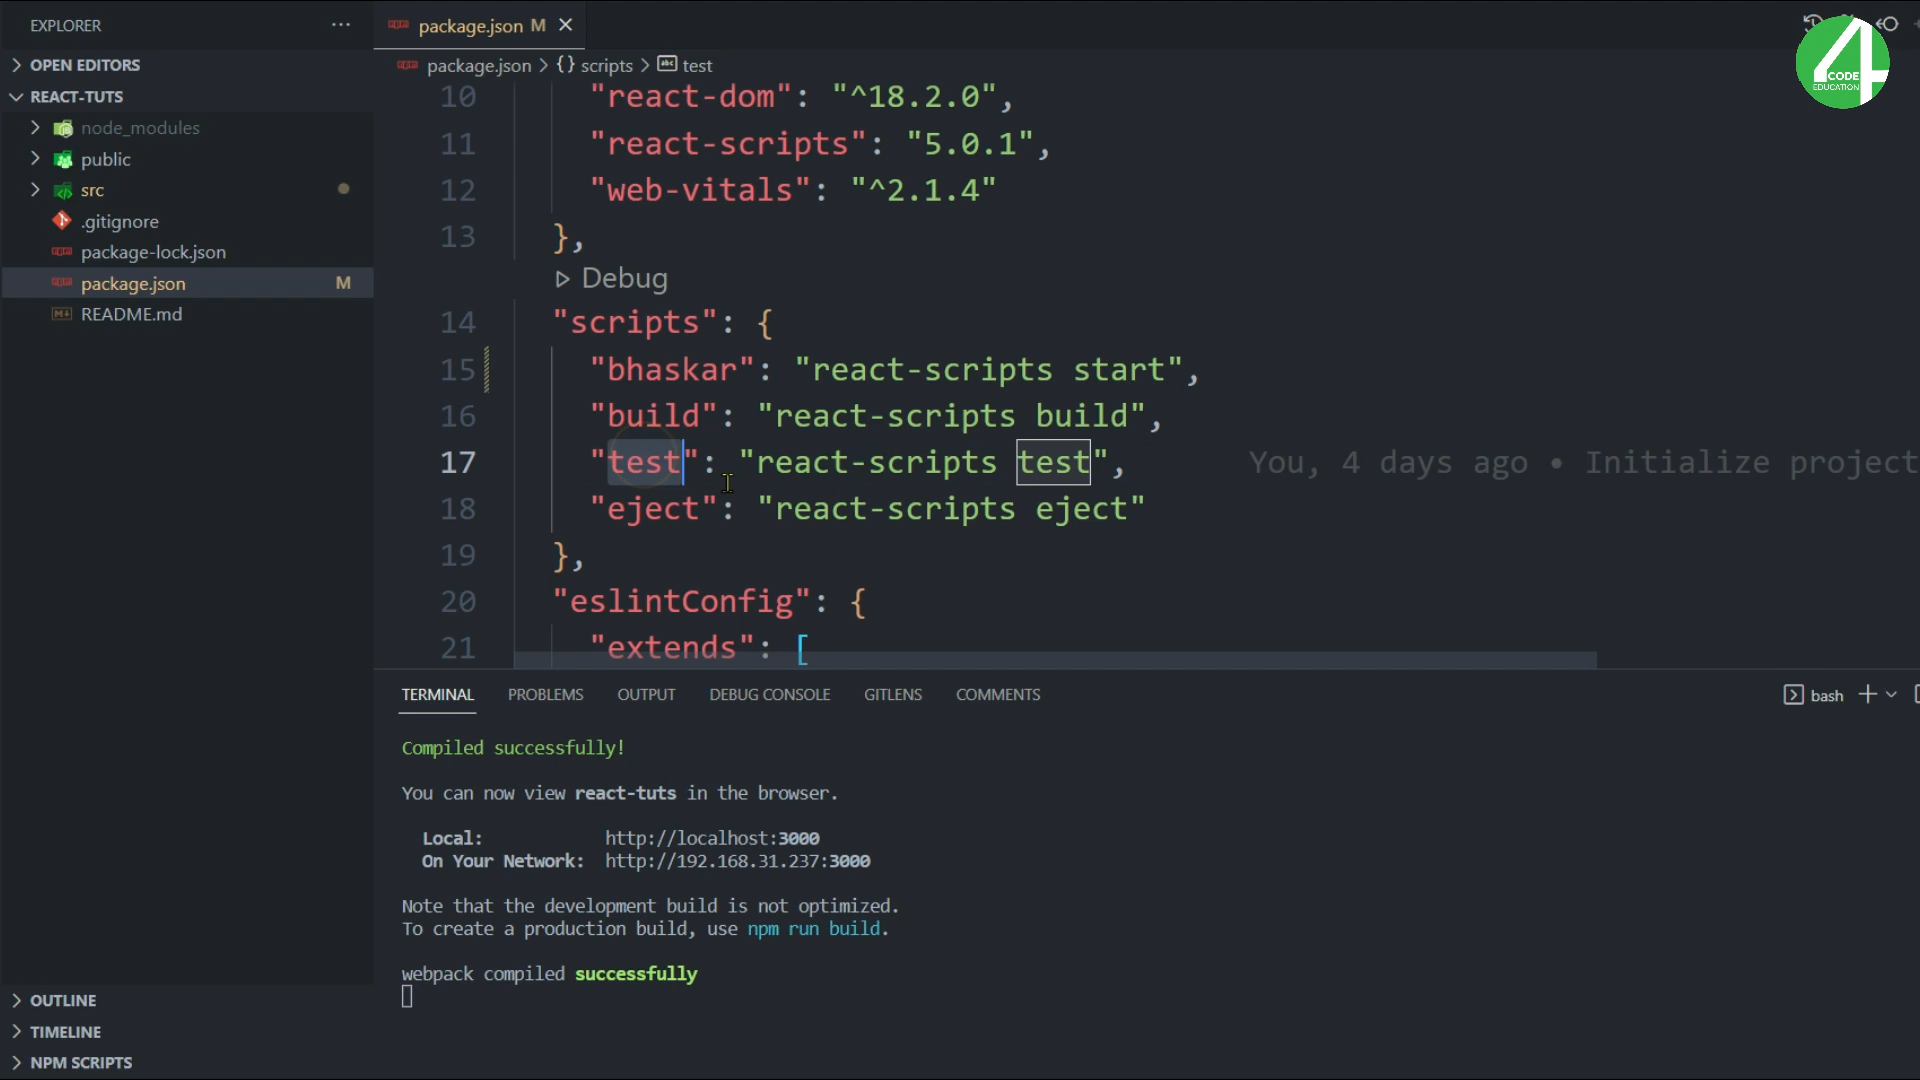 EXPLORER
OPEN EDITORS
REACT-TUTS
node_modules
public
src
.gitignore
package-lock.json
package.json M
README.md
OUTLINE
TIMELINE
NPM SCRIPTS
package.json M
package.json > {} scripts > abc test
4
CODE
EDUCATION
10 "react-dom": "^18.2.0",
11 "react-scripts": "5.0.1",
12 "web-vitals": "^2.1.4"
13 },
Debug
14 "scripts": {
15 "bhaskar": "react-scripts start",
16 "build": "react-scripts build",
17 "test": "react-scripts test", You, 4 days ago • Initialize project
18 "eject": "react-scripts eject"
19 },
20 "eslintConfig": {
21 "extends": [
TERMINAL PROBLEMS OUTPUT DEBUG CONSOLE GITLENS COMMENTS
bash
Compiled successfully!
You can now view react-tuts in the browser.
Local: http://localhost:3000
On Your Network: http://192.168.31.237:3000
Note that the development build is not optimized.
To create a production build, use npm run build.
webpack compiled successfully